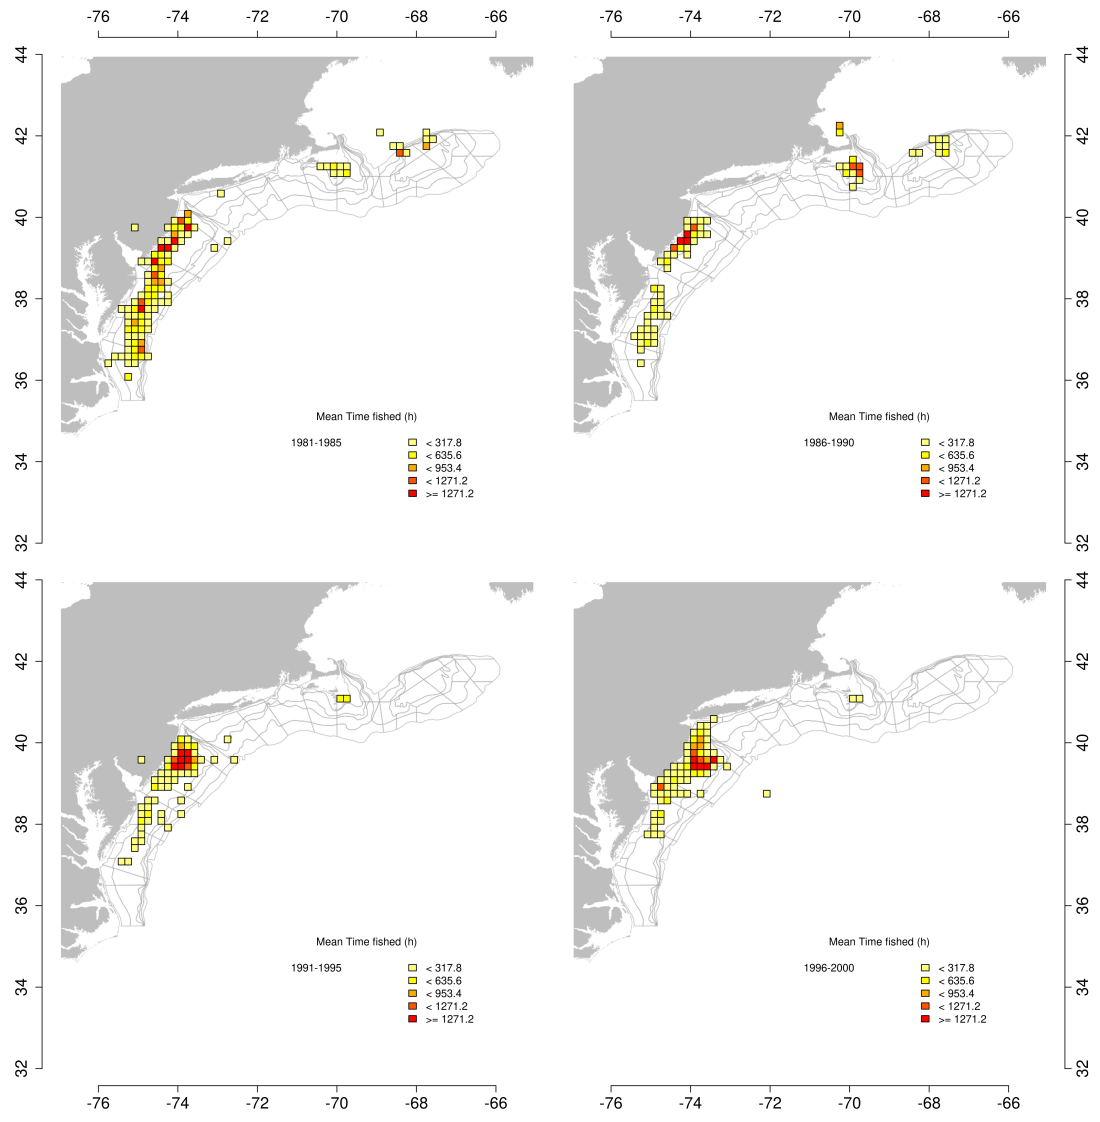 -76 -74 -72 -70 -68 -66 -76 -74 -72 -70 -68 -66
44 42 40 38 36 34 32
Mean Time fished (h)
1981-1985
< 317.8
< 635.6
< 953.4
< 1271.2
>= 1271.2
44 42 40 38 36 34 32
Mean Time fished (h)
1986-1990
< 317.8
< 635.6
< 953.4
< 1271.2
>= 1271.2
44 42 40 38 36 34 32
Mean Time fished (h)
1991-1995
< 317.8
< 635.6
< 953.4
< 1271.2
>= 1271.2
44 42 40 38 36 34 32
Mean Time fished (h)
1996-2000
< 317.8
< 635.6
< 953.4
< 1271.2
>= 1271.2
-76 -74 -72 -70 -68 -66 -76 -74 -72 -70 -68 -66